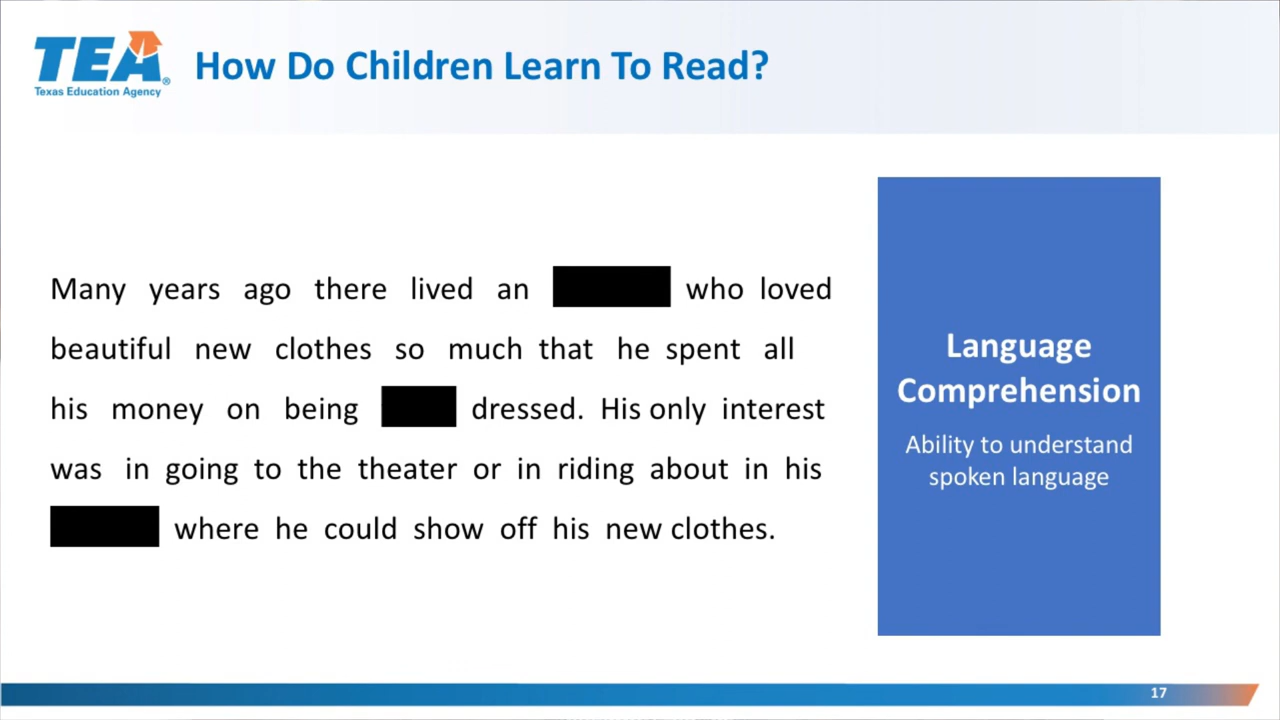 TEA®
Texas Education Agency
How Do Children Learn To Read?
Many years ago there lived an who loved
beautiful new clothes so much that he spent all
his money on being dressed. His only interest
was in going to the theater or in riding about in his
where he could show off his new clothes.
Language
Comprehension
Ability to understand
spoken language
17